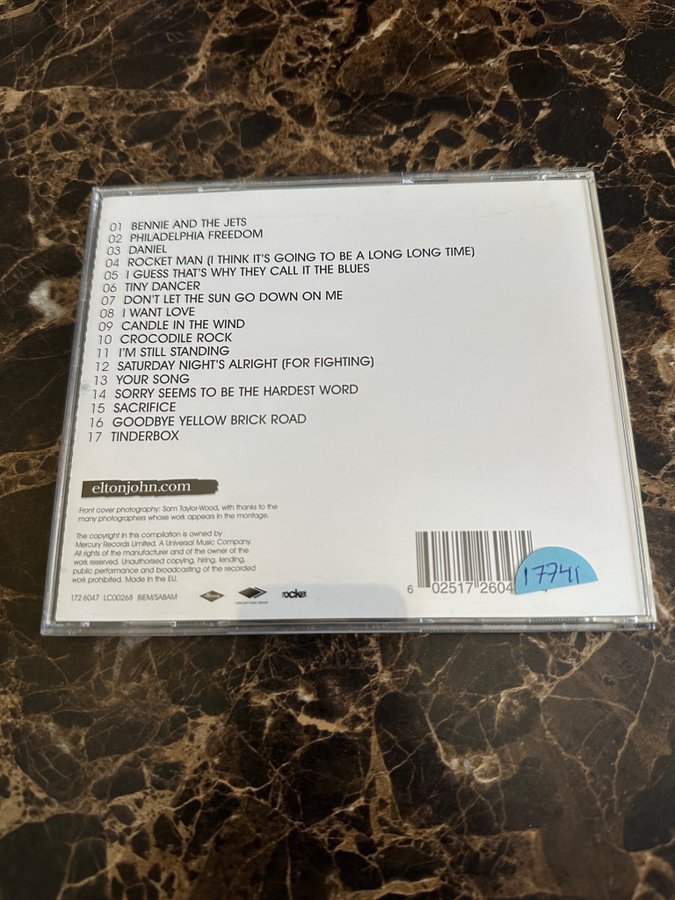 01 BENNIE AND THE JETS
02 PHILADELPHIA FREEDOM
03 DANIEL
04 ROCKET MAN (I THINK IT'S GOING TO BE A LONG LONG TIME)
05 I GUESS THAT'S WHY THEY CALL IT THE BLUES
06 TINY DANCER
07 DON'T LET THE SUN GO DOWN ON ME
08 I WANT LOVE
09 CANDLE IN THE WIND
10 CROCODILE ROCK
11 I'M STILL STANDING
12 SATURDAY NIGHT'S ALRIGHT (FOR FIGHTING)
13 YOUR SONG
14 SORRY SEEMS TO BE THE HARDEST WORD
15 SACRIFICE
16 GOODBYE YELLOW BRICK ROAD
17 TINDERBOX
eltonjohn.com
Front cover photography: Sam Taylor-Wood, with thanks to the
many photographers whose work appears in the montage.
The copyright in this compilation is owned by
Mercury Records Limited. A Universal Music Company.
All rights of the manufacturer and of the owner of the
work reserved. Unauthorised copying, hiring, lending,
public performance and broadcasting of the recorded
work prohibited. Made in the EU.
172 6047 LC00268 BIEM/SABAM
rocket
6 02517 2604
17741